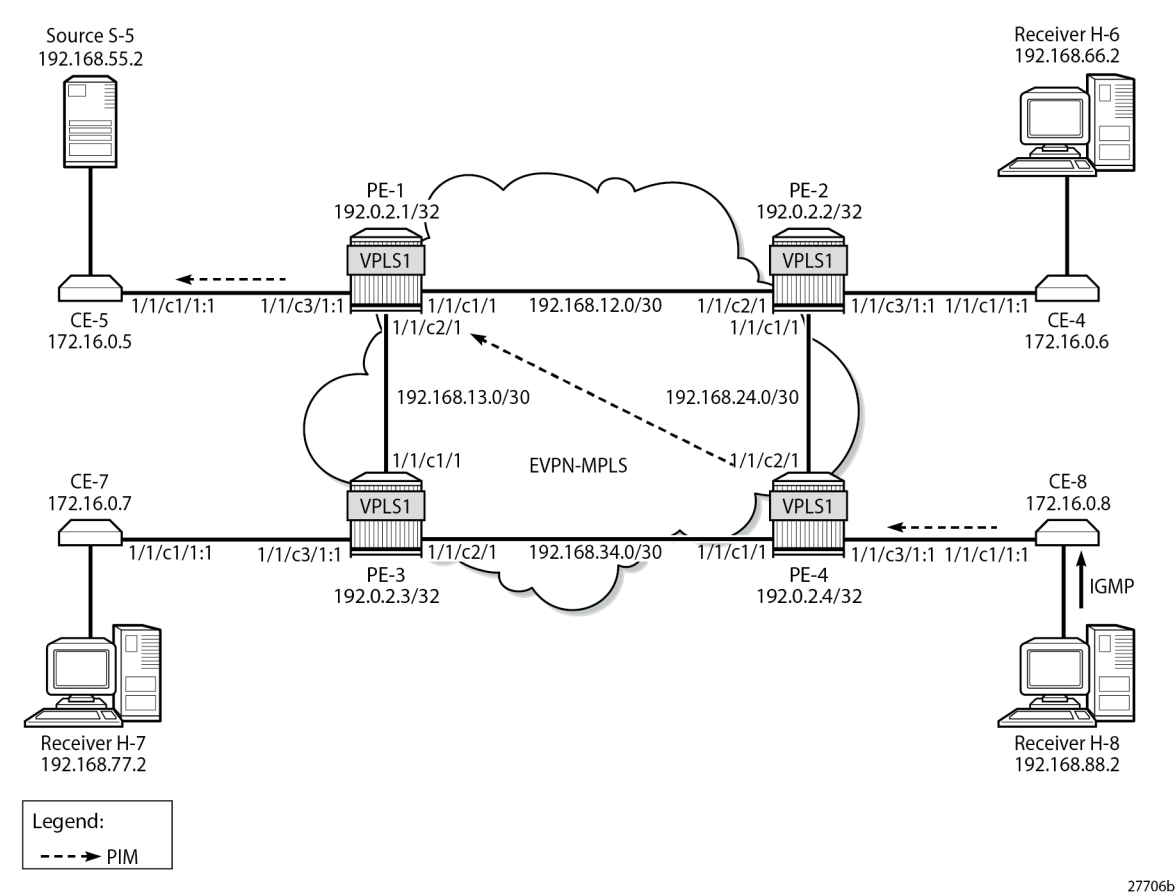 Source S-5
192.168.55.2
Receiver H-6
192.168.66.2
PE-1
192.0.2.1/32
PE-2
192.0.2.2/32
VPLS1
VPLS1
CE-5
172.16.0.5
1/1/c1/1:1
1/1/c3/1:1
1/1/c1/1
192.168.12.0/30
1/1/c2/1
1/1/c3/1:1
1/1/c1/1:1
CE-4
172.16.0.6
1/1/c2/1
1/1/c1/1
192.168.13.0/30
192.168.24.0/30
1/1/c1/1
EVPN-MPLS
1/1/c2/1
CE-7
172.16.0.7
VPLS1
VPLS1
CE-8
172.16.0.8
1/1/c1/1:1
1/1/c3/1:1
1/1/c2/1
192.168.34.0/30
1/1/c1/1
1/1/c3/1:1
1/1/c1/1:1
PE-3
192.0.2.3/32
PE-4
192.0.2.4/32
IGMP
Receiver H-7
192.168.77.2
Receiver H-8
192.168.88.2
Legend:
PIM
27706b